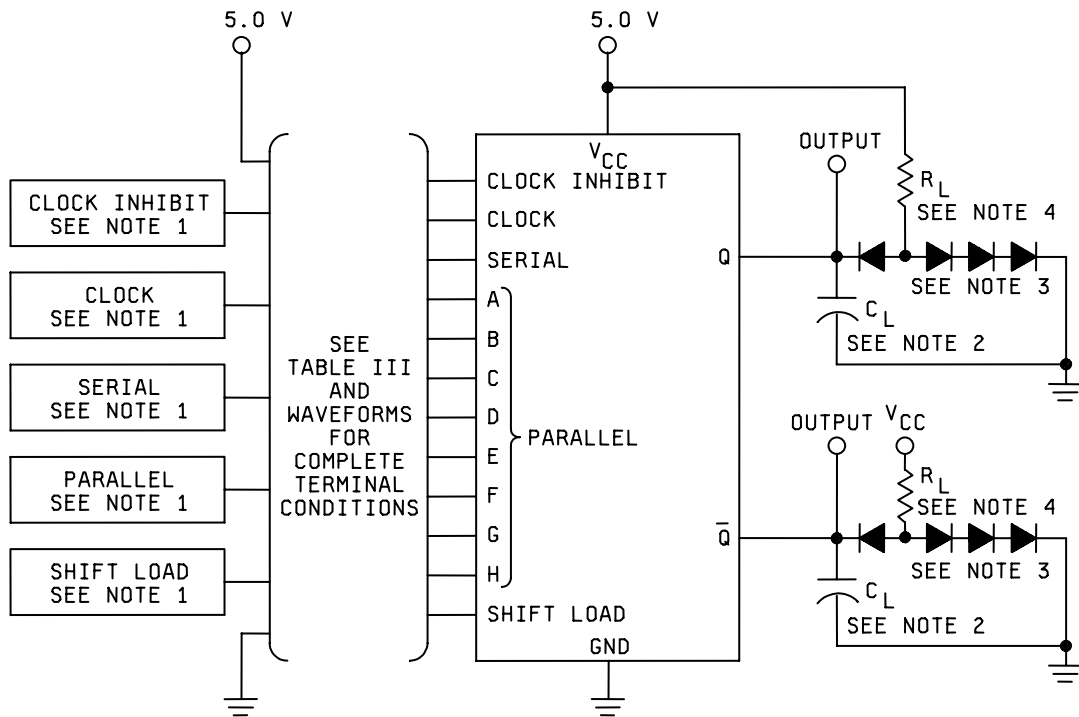 5.0 V
5.0 V
CLOCK INHIBIT
SEE NOTE 1
CLOCK
SEE NOTE 1
SERIAL
SEE NOTE 1
PARALLEL
SEE NOTE 1
SHIFT LOAD
SEE NOTE 1
SEE
TABLE III
AND
WAVEFORMS
FOR
COMPLETE
TERMINAL
CONDITIONS
VCC
CLOCK INHIBIT
CLOCK
SERIAL
A
B
C
D
E
F
G
H
PARALLEL
SHIFT LOAD
GND
Q
Q̅
OUTPUT
RL
SEE NOTE 4
SEE NOTE 3
CL
SEE NOTE 2
OUTPUT
VCC
RL
SEE NOTE 4
SEE NOTE 3
CL
SEE NOTE 2